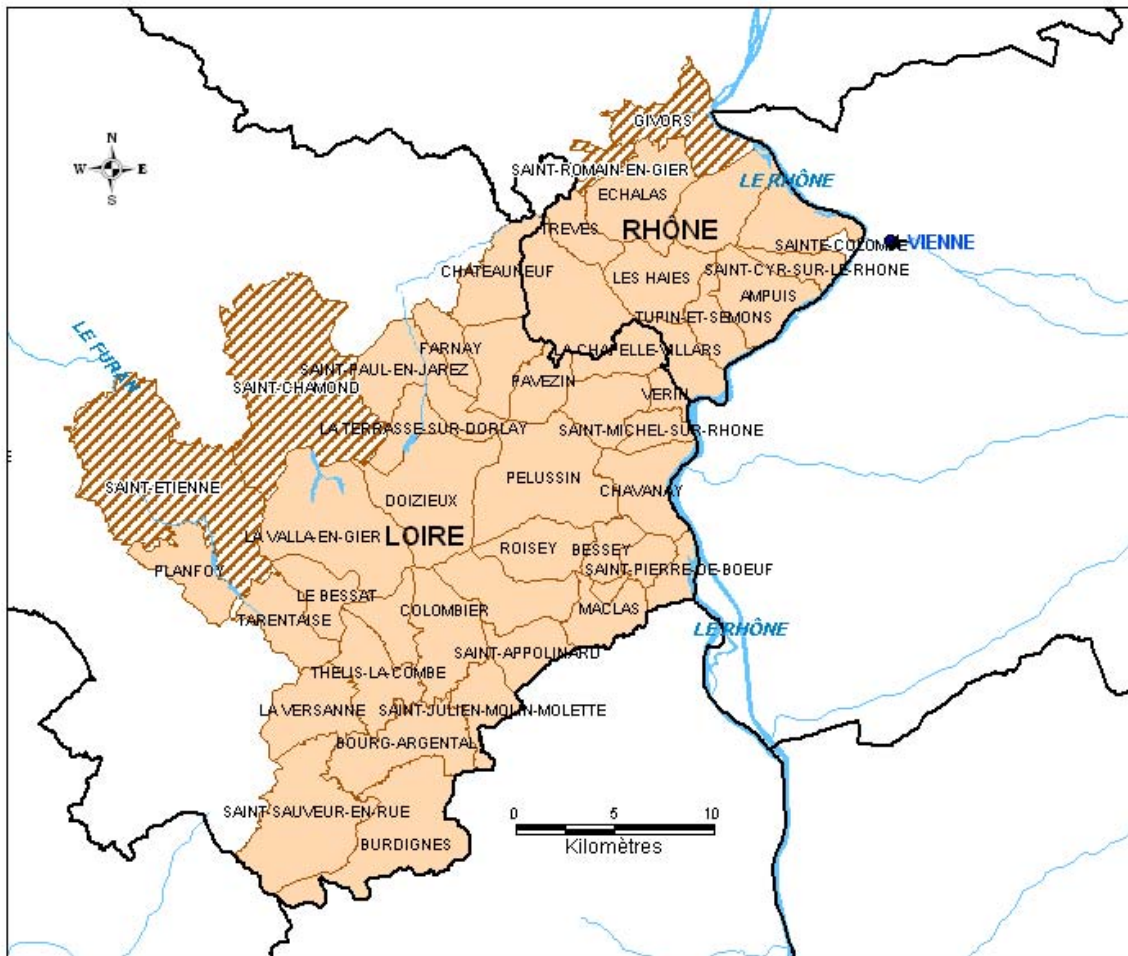 N
W E
S
GIVORS
SAINT-ROMAIN-EN-GIER
LE RHÔNE
ECHALAS
TREVES
RHÔNE
SAINTE-COLOMBE
VIENNE
CHATEAUNEUF
LES HAIES
SAINT-CYR-SUR-LE-RHONE
AMPUIS
TUPIN-ET-SEMONS
LE FURAN
FARNAY
LA CHAPELLE-VILLARS
SAINT-PAUL-EN-JAREZ
PAVEZIN
SAINT-CHAMOND
VERIN
LA TERRASSE-SUR-DORLAY
SAINT-MICHEL-SUR-RHONE
E
PELUSSIN
SAINT-ETIENNE
DOIZIEUX
CHAVANAY
LA VALLA-EN-GIER
LOIRE
ROISEY
BESSEY
PLANFOY
SAINT-PIERRE-DE-BOEUF
LE BESSAT
COLOMBIER
MACLAS
TARENTAISE
LE RHÔNE
SAINT-APPOLINARD
THELIS-LA-COMBE
LA VERSANNE
SAINT-JULIEN-MOLIN-MOLETTE
BOURG-ARGENTAL
SAINT-SAUVEUR-EN-RUE
0 5 10
Kilomètres
BURDIGNES